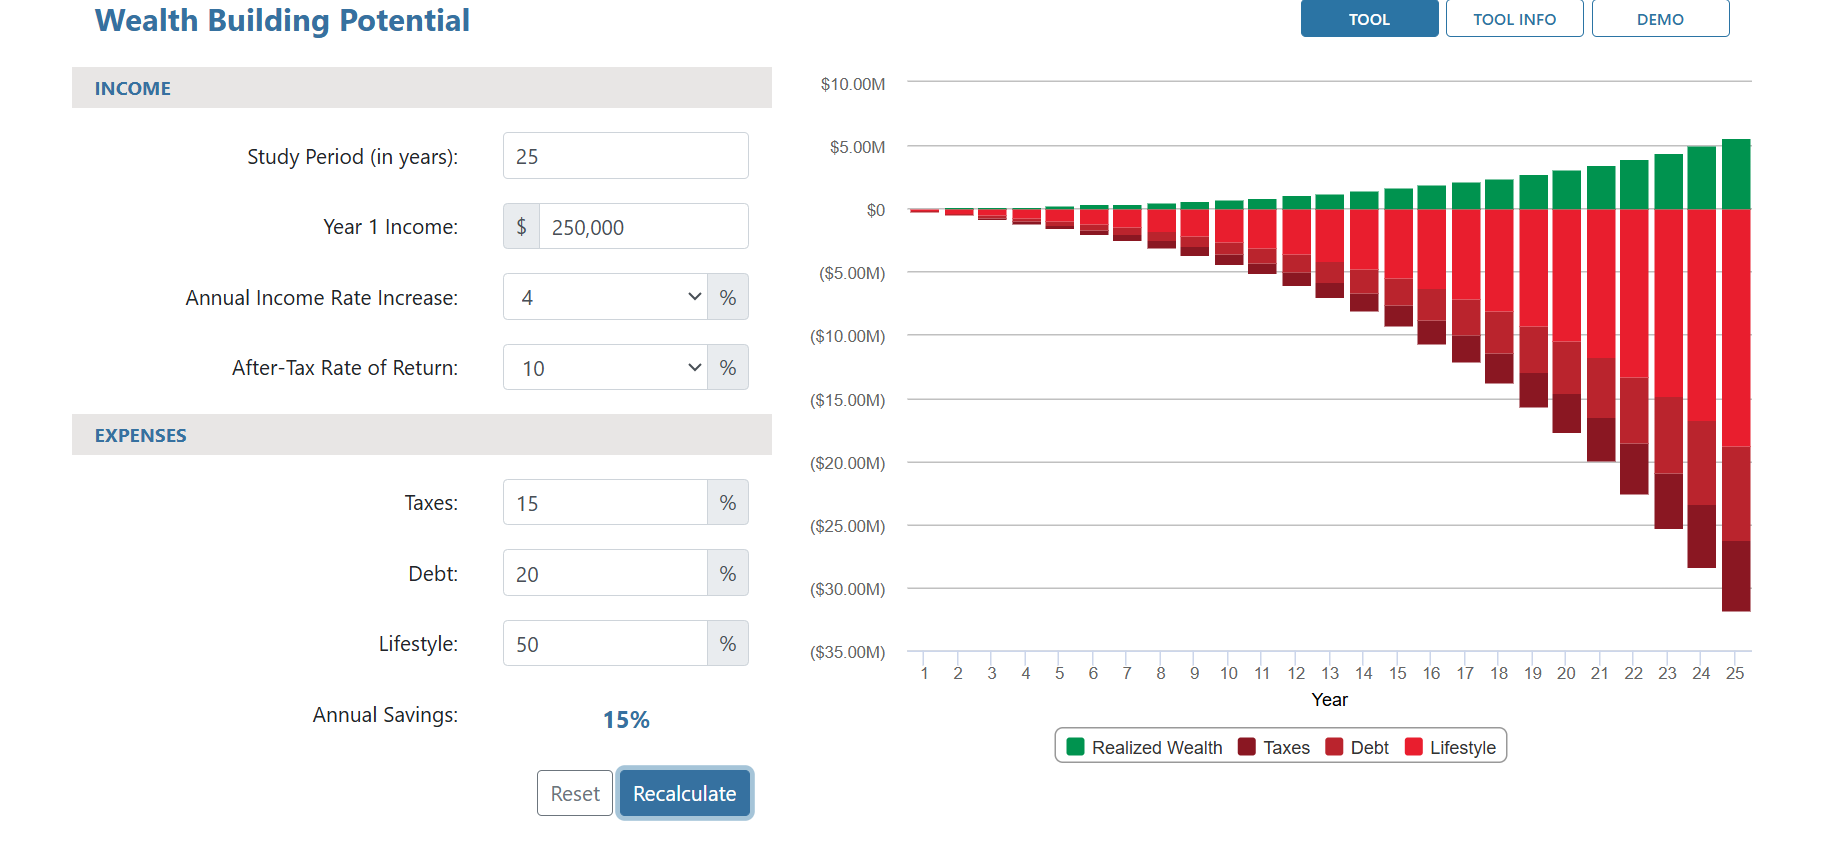 Wealth Building Potential
TOOL
TOOL INFO
DEMO
INCOME
Study Period (in years):
25
Year 1 Income:
$ 250,000
Annual Income Rate Increase:
4 %
After-Tax Rate of Return:
10 %
EXPENSES
Taxes:
15 %
Debt:
20 %
Lifestyle:
50 %
Annual Savings:
15%
Reset
Recalculate
$10.00M
$5.00M
$0
($5.00M)
($10.00M)
($15.00M)
($20.00M)
($25.00M)
($30.00M)
($35.00M)
1 2 3 4 5 6 7 8 9 10 11 12 13 14 15 16 17 18 19 20 21 22 23 24 25
Year
Realized Wealth Taxes Debt Lifestyle